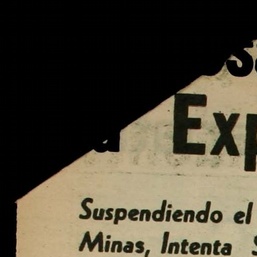 Exp
Suspendiendo el
Minas, Intenta